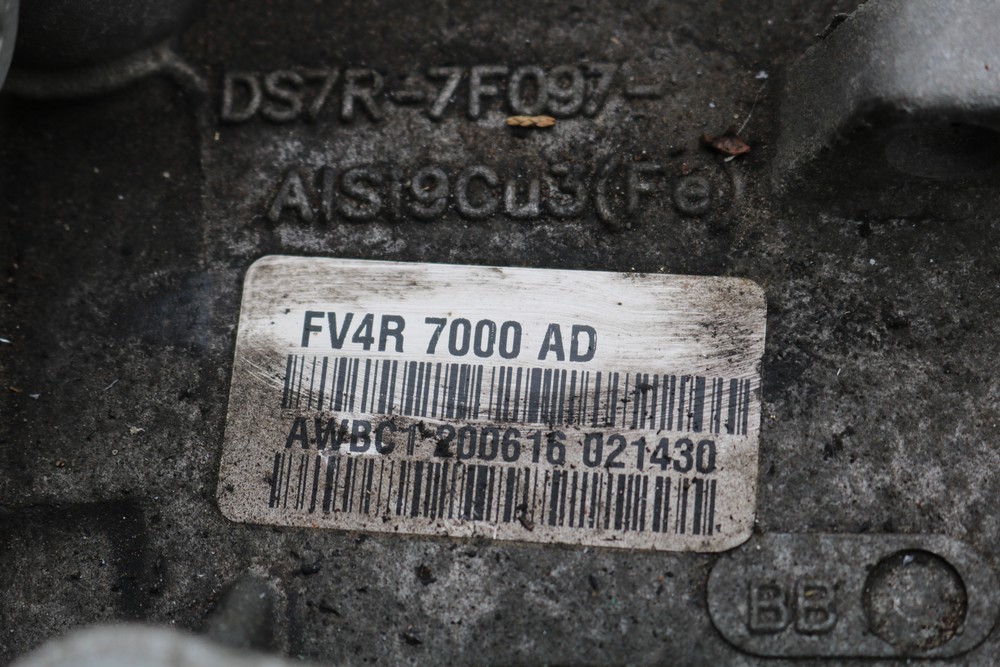 DS7R-7F097-
AlSi9Cu3(Fe)
FV4R 7000 AD
AWBC1 200616 021430
BB